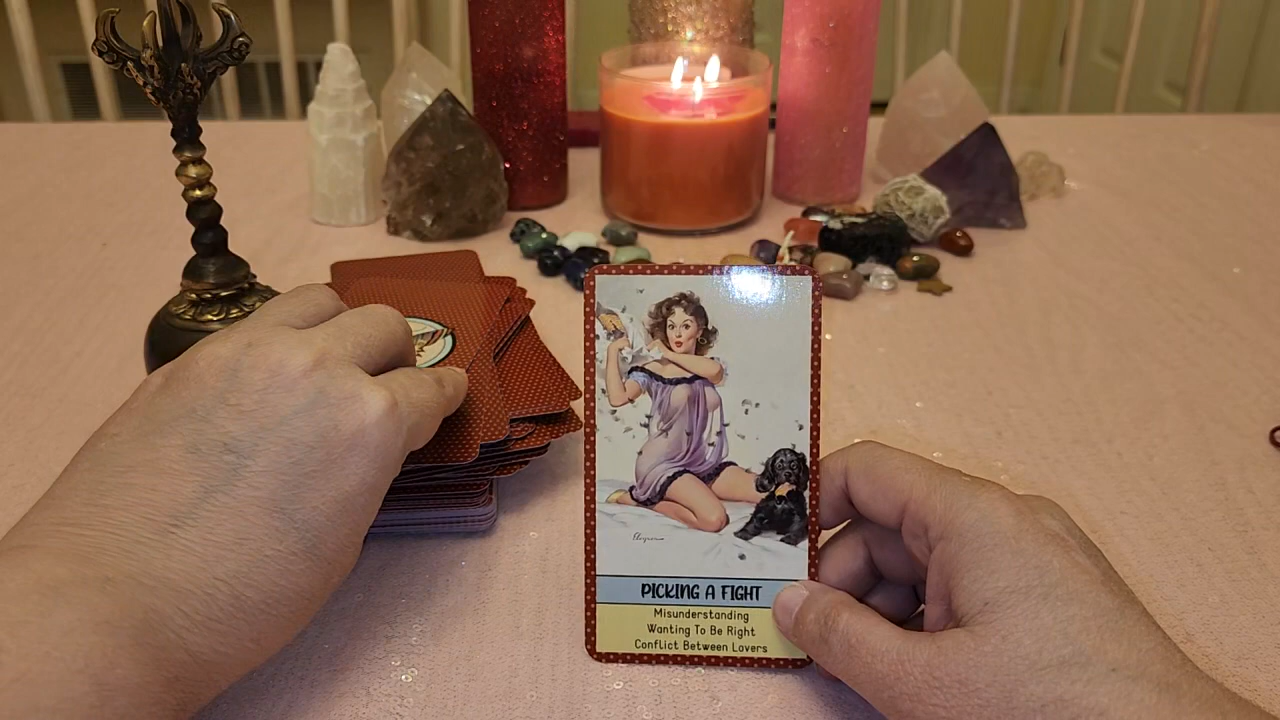 PICKING A FIGHT
Misunderstanding
Wanting To Be Right
Conflict Between Lovers